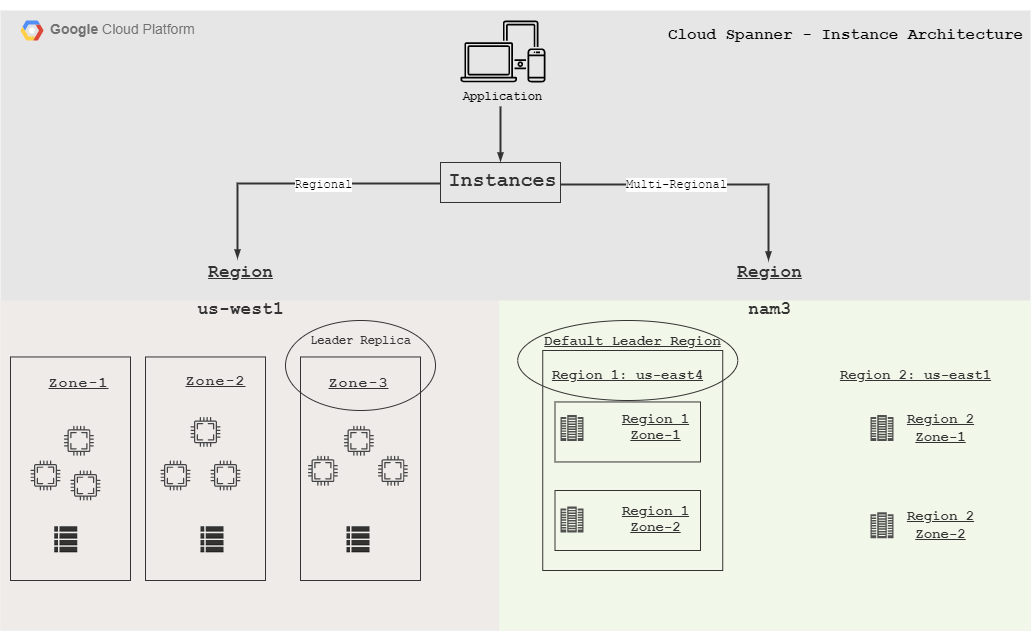 Google Cloud Platform
Cloud Spanner - Instance Architecture
Application
Instances
Regional
Multi-Regional
Region
Region
us-west1
nam3
Leader Replica
Zone-1
Zone-2
Zone-3
Default Leader Region
Region 1: us-east4
Region 2: us-east1
Region 1
Zone-1
Region 2
Zone-1
Region 1
Zone-2
Region 2
Zone-2